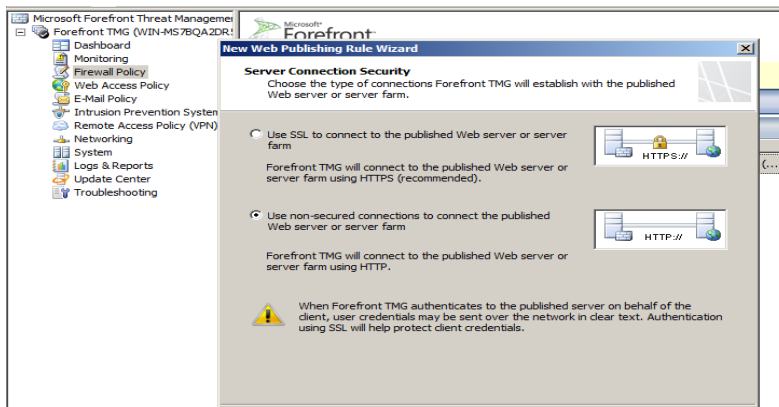 Microsoft Forefront Threat Manageme
Forefront TMG (WIN-MS7BQA2DR
Dashboard
Monitoring
Firewall Policy
Web Access Policy
E-Mail Policy
Intrusion Prevention System
Remote Access Policy (VPN)
Networking
System
Logs & Reports
Update Center
Troubleshooting
Microsoft
Forefront
New Web Publishing Rule Wizard
Server Connection Security
Choose the type of connections Forefront TMG will establish with the published
Web server or server farm.
Use SSL to connect to the published Web server or server
farm
HTTPS://
Forefront TMG will connect to the published Web server or
server farm using HTTPS (recommended).
Use non-secured connections to connect the published
Web server or server farm
HTTP://
Forefront TMG will connect to the published Web server or
server farm using HTTP.
When Forefront TMG authenticates to the published server on behalf of the
client, user credentials may be sent over the network in clear text. Authentication
using SSL will help protect client credentials.
(...